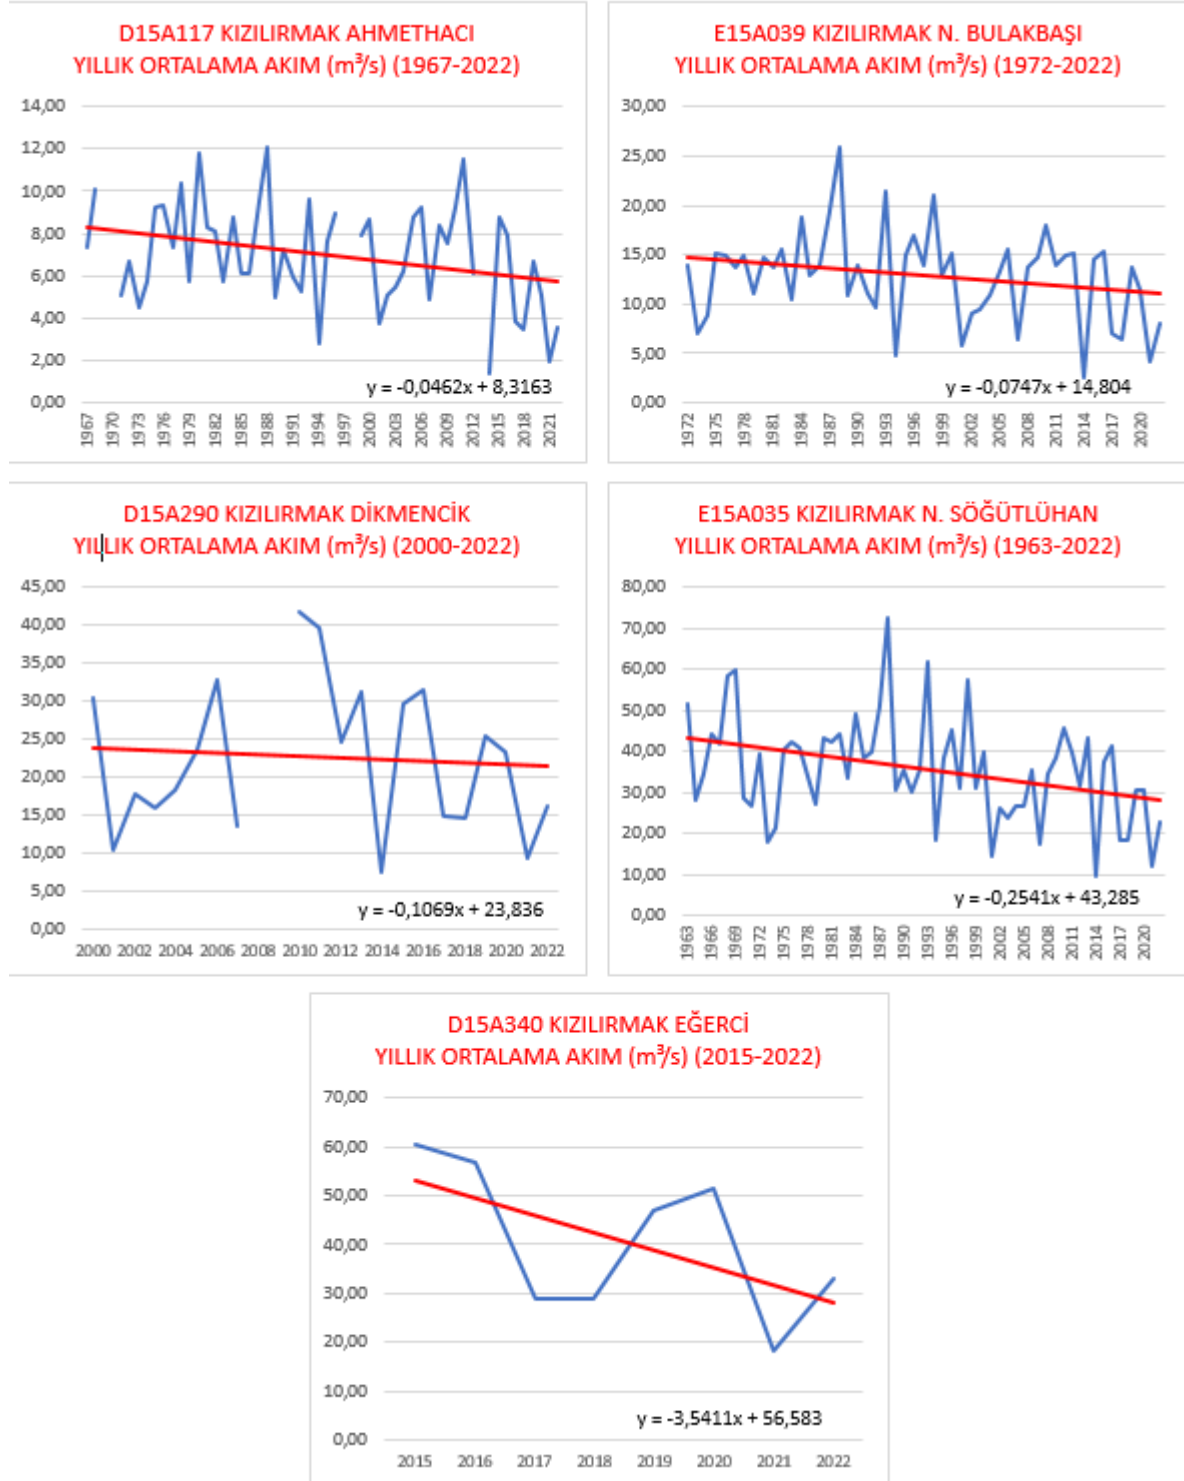 D15A117 KIZILIRMAK AHMETHACI
YILLIK ORTALAMA AKIM (m³/s) (1967-2022)
14,00
12,00
10,00
8,00
6,00
4,00
2,00
0,00
y = -0,0462x + 8,3163
1967 1970 1973 1976 1979 1982 1985 1988 1991 1994 1997 2000 2003 2006 2009 2012 2015 2018 2021
E15A039 KIZILIRMAK N. BULAKBAŞI
YILLIK ORTALAMA AKIM (m³/s) (1972-2022)
30,00
25,00
20,00
15,00
10,00
5,00
0,00
y = -0,0747x + 14,804
1972 1975 1978 1981 1984 1987 1990 1993 1996 1999 2002 2005 2008 2011 2014 2017 2020
D15A290 KIZILIRMAK DİKMENCİK
YILLIK ORTALAMA AKIM (m³/s) (2000-2022)
45,00
40,00
35,00
30,00
25,00
20,00
15,00
10,00
5,00
0,00
y = -0,1069x + 23,836
2000 2002 2004 2006 2008 2010 2012 2014 2016 2018 2020 2022
E15A035 KIZILIRMAK N. SÖĞÜTLÜHAN
YILLIK ORTALAMA AKIM (m³/s) (1963-2022)
80,00
70,00
60,00
50,00
40,00
30,00
20,00
10,00
0,00
y = -0,2541x + 43,285
1963 1966 1969 1972 1975 1978 1981 1984 1987 1990 1993 1996 1999 2002 2005 2008 2011 2014 2017 2020
D15A340 KIZILIRMAK EĞERCİ
YILLIK ORTALAMA AKIM (m³/s) (2015-2022)
70,00
60,00
50,00
40,00
30,00
20,00
10,00
0,00
y = -3,5411x + 56,583
2015 2016 2017 2018 2019 2020 2021 2022